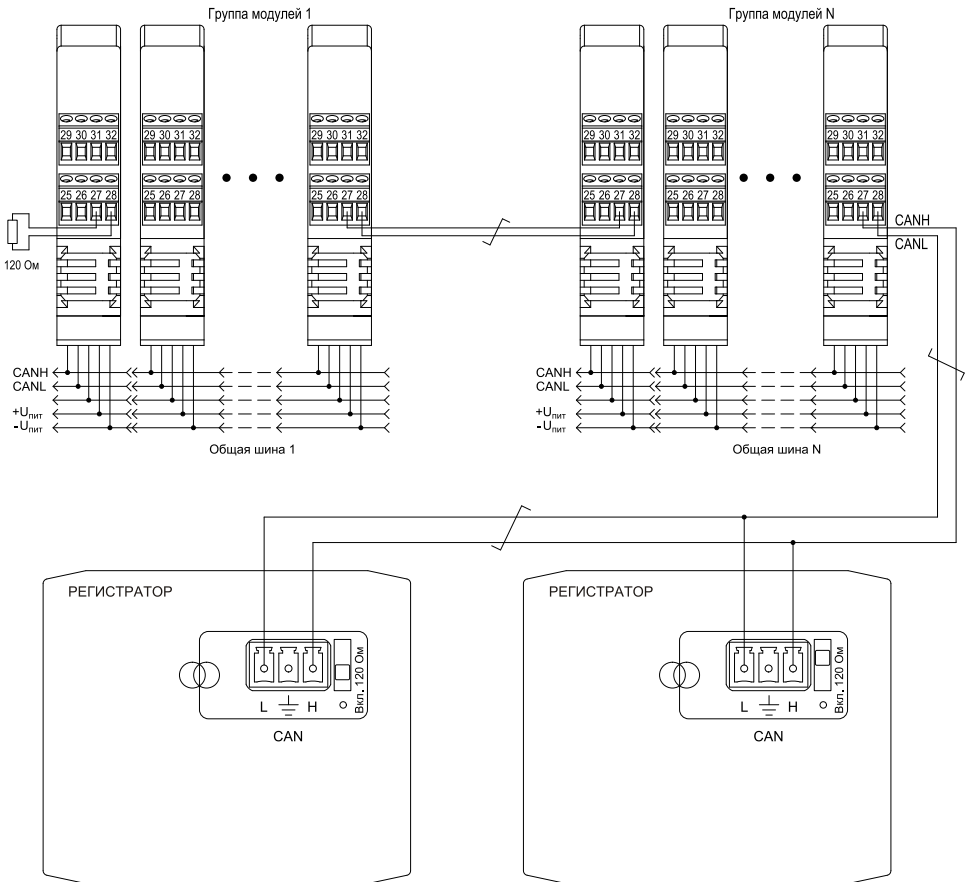 Группа модулей 1
Группа модулей N
29 30 31 32
29 30 31 32
29 30 31 32
29 30 31 32
29 30 31 32
29 30 31 32
25 26 27 28
25 26 27 28
25 26 27 28
25 26 27 28
25 26 27 28
25 26 27 28
CANH
CANL
120 Ом
CANH
CANL
+Uпит
-Uпит
Общая шина 1
CANH
CANL
+Uпит
-Uпит
Общая шина N
РЕГИСТРАТОР
L H
Вкл. 120 Ом
CAN
РЕГИСТРАТОР
L H
Вкл. 120 Ом
CAN